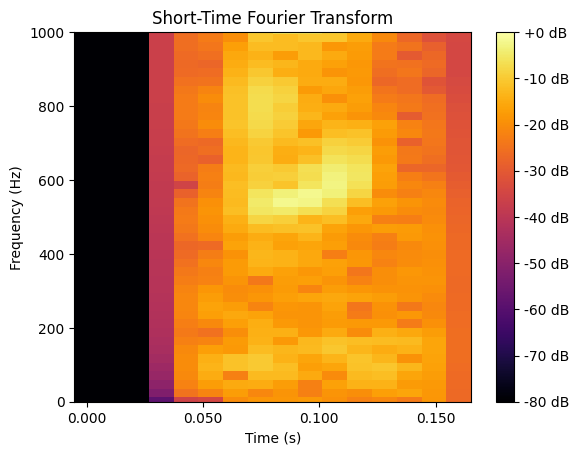 Short-Time Fourier Transform
1000
800
600
400
200
0
Frequency (Hz)
0.000
0.050
0.100
0.150
Time (s)
+0 dB
-10 dB
-20 dB
-30 dB
-40 dB
-50 dB
-60 dB
-70 dB
-80 dB